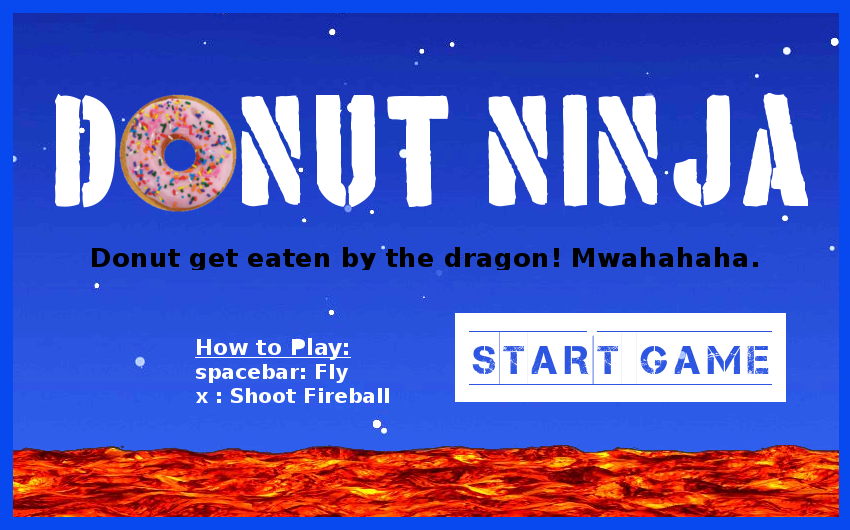 DONUT NINJA
Donut get eaten by the dragon! Mwahahaha.
How to Play:
spacebar: Fly
x : Shoot Fireball
START GAME